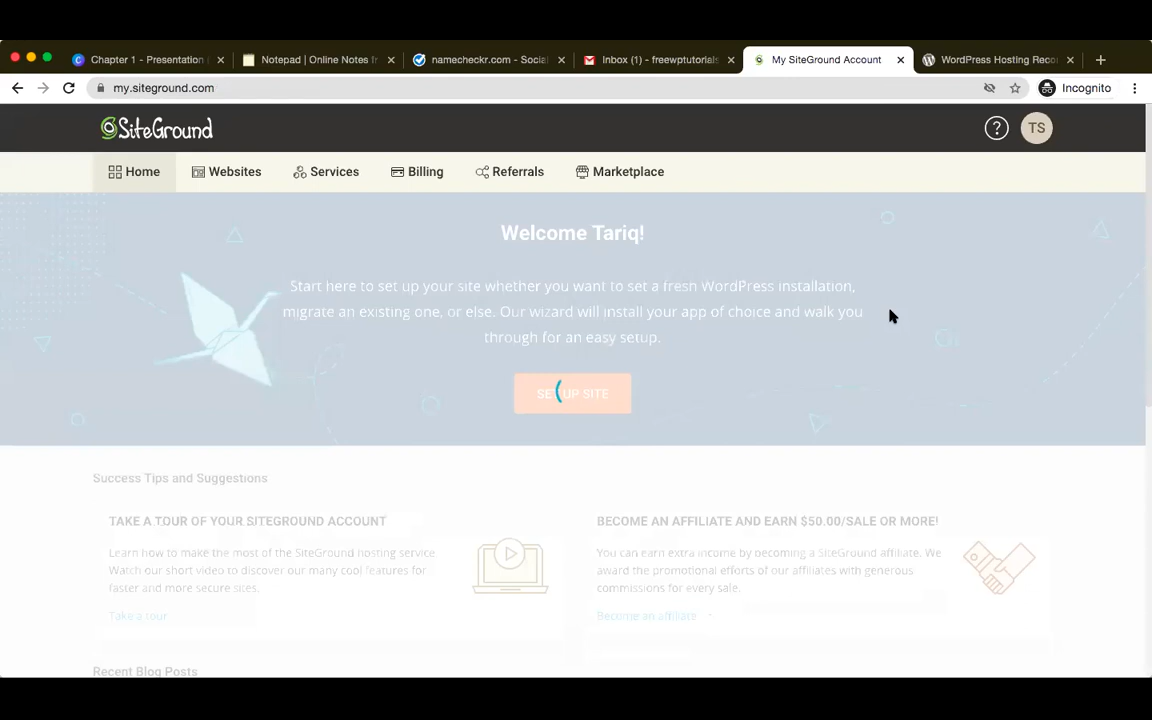 Chapter 1 - Presentation
Notepad | Online Notes fr
namecheckr.com - Social
Inbox (1) - freewptutorials
My SiteGround Account
WordPress Hosting Reco
my.siteground.com
Incognito
SiteGround
TS
Home
Websites
Services
Billing
Referrals
Marketplace
Welcome Tariq!
Start here to set up your site whether you want to set a fresh WordPress installation,
migrate an existing one, or else. Our wizard will install your app of choice and walk you
through for an easy setup.
SET UP SITE
Success Tips and Suggestions
TAKE A TOUR OF YOUR SITEGROUND ACCOUNT
Learn how to make the most of the SiteGround hosting service.
Watch our short video to discover our many cool features for
faster and more secure sites.
Take a tour
BECOME AN AFFILIATE AND EARN $50.00/SALE OR MORE!
You can earn extra income by becoming a SiteGround affiliate. We
award the promotional efforts of our affiliates with generous
commissions for every sale.
Become an affiliate
Recent Blog Posts